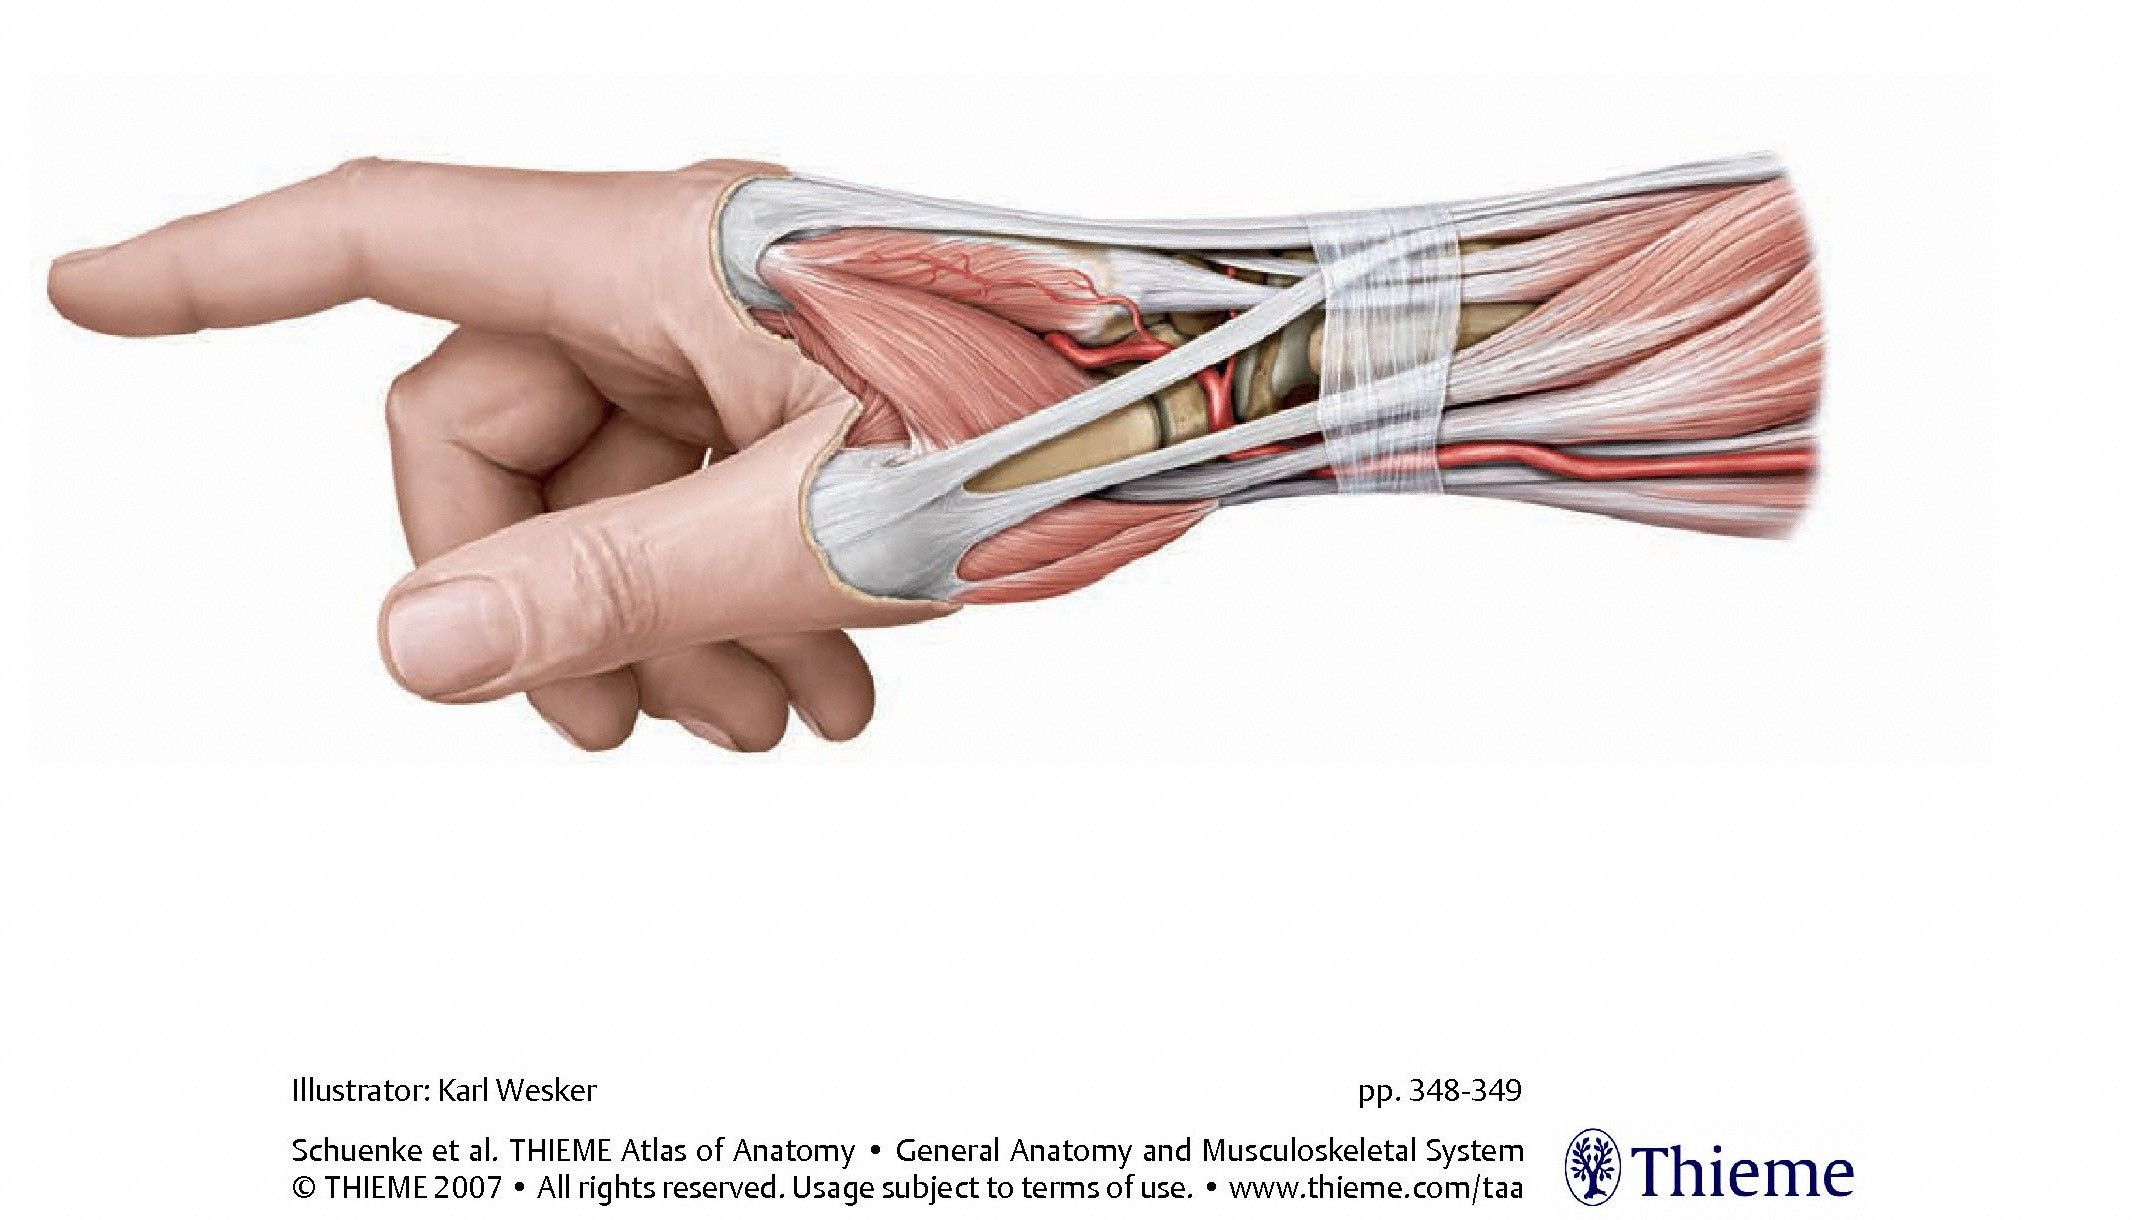 Illustrator: Karl Wesker pp. 348-349
Schuenke et al. THIEME Atlas of Anatomy • General Anatomy and Musculoskeletal System
© THIEME 2007 • All rights reserved. Usage subject to terms of use. • www.thieme.com/taa
Thieme